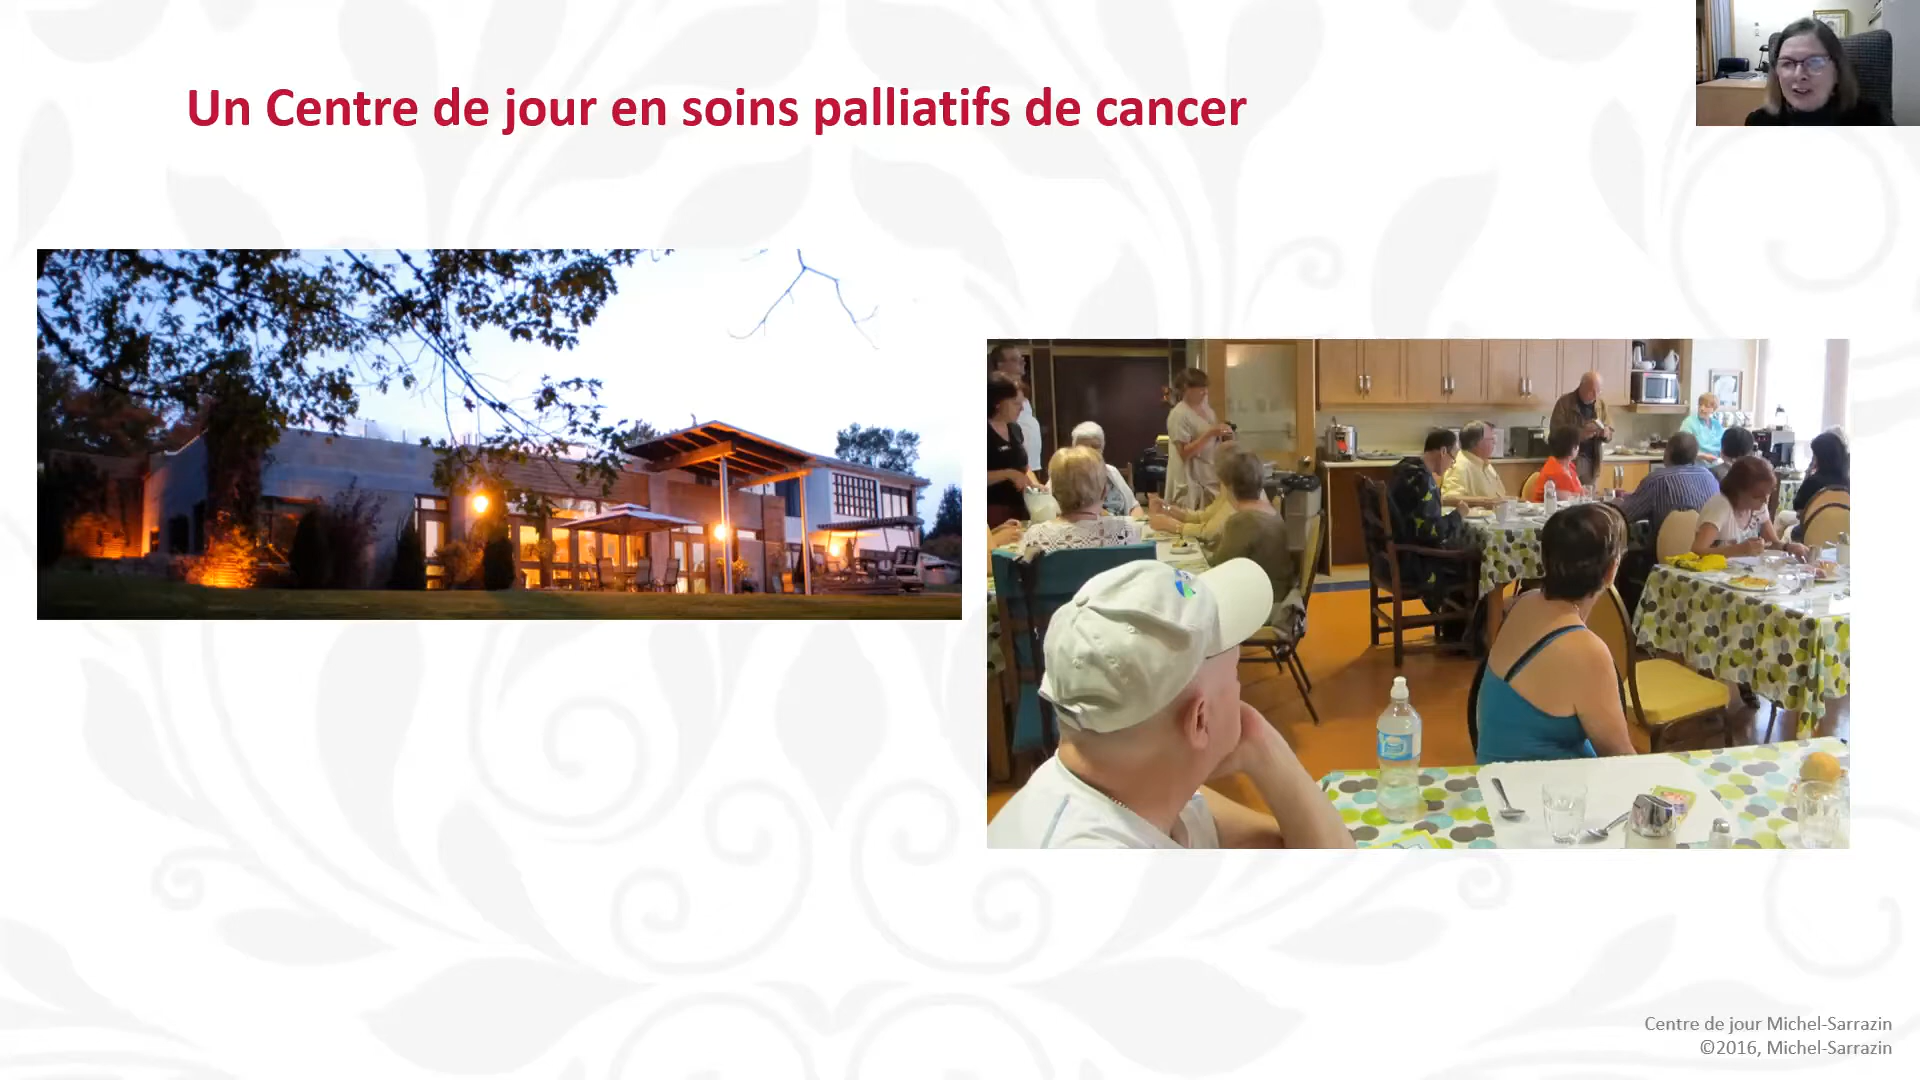 Un Centre de jour en soins palliatifs de cancer
Centre de jour Michel-Sarrazin
©2016, Michel-Sarrazin